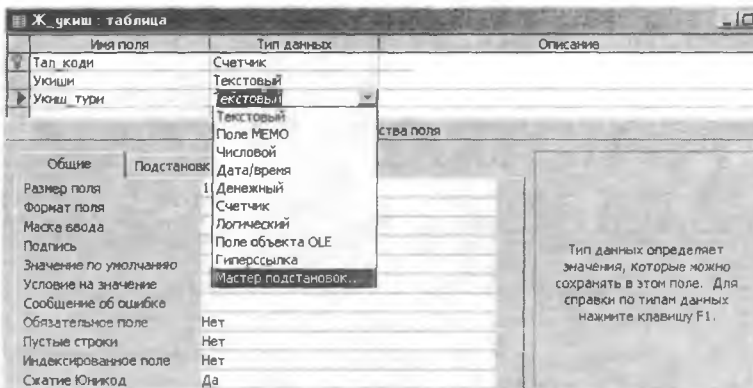 Ж_укиш : таблица
Имя поля Тип данных Описание
Тал_коди Счетчик
Укиши Текстовый
Укиш_тури Текстовый
Текстовый
Поле МЕМО
ства поля
Числовой
Дата/время
Общие Подстановк
Денежный
Счетчик
Логический
Поле объекта OLE
Гиперссылка
Мастер подстановок...
Размер поля 1
Формат поля
Маска ввода
Подпись
Значение по умолчанию
Условие на значение
Сообщение об ошибке
Обязательное поле Нет
Пустые строки Нет
Индексированное поле Нет
Сжатие Юникод Да
Тип данных определяет
значения, которые можно
сохранять в этом поле. Для
справки по типам данных
нажмите клавишу F1.